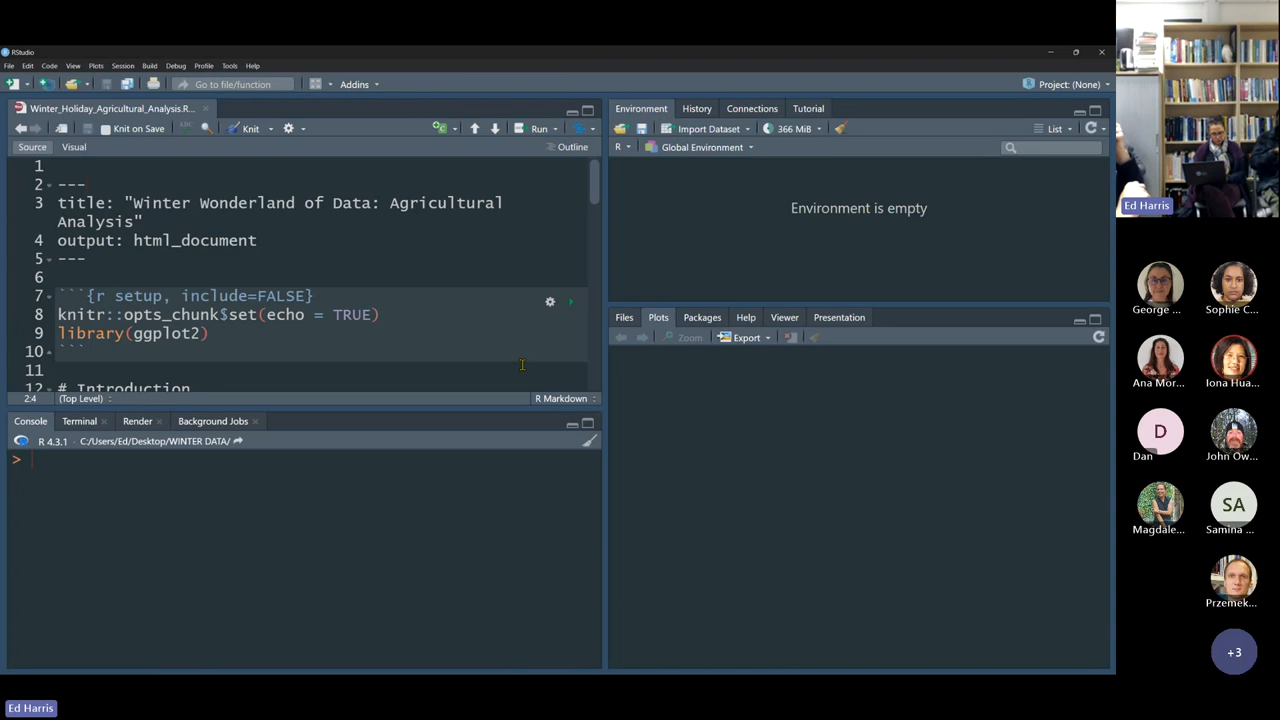 RStudio
File Edit Code View Plots Session Build Debug Profile Tools Help
Go to file/function Addins Project: (None)
Winter_Holiday_Agricultural_Analysis.R...
Knit on Save Knit Run
Source Visual Outline
1
2 ---
3 title: "Winter Wonderland of Data: Agricultural
Analysis"
4 output: html_document
5 ---
6
7 ```{r setup, include=FALSE}
8 knitr::opts_chunk$set(echo = TRUE)
9 library(ggplot2)
10 ```
11
12 # Introduction
2:4 (Top Level) R Markdown
Console Terminal Render Background Jobs
R 4.3.1 · C:/Users/Ed/Desktop/WINTER DATA/
>
Environment History Connections Tutorial
Import Dataset 366 MiB List
R Global Environment
Environment is empty
Files Plots Packages Help Viewer Presentation
Zoom Export
Ed Harris
George ... Sophie C...
Ana Mor... Iona Hua...
D
Dan John Ow...
SA
Magdale... Samina ...
Przemek...
+3
Ed Harris